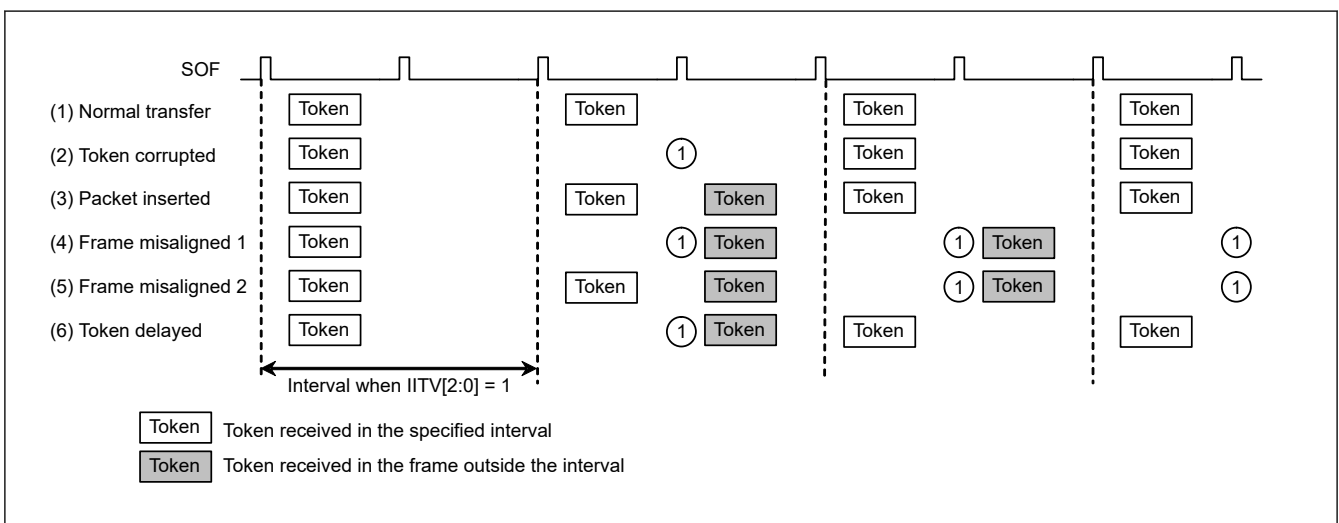 SOF
(1) Normal transfer Token Token Token Token
(2) Token corrupted Token 1 Token Token
(3) Packet inserted Token Token Token Token Token
(4) Frame misaligned 1 Token 1 Token 1 Token 1
(5) Frame misaligned 2 Token Token Token 1 Token 1
(6) Token delayed Token 1 Token Token Token
Interval when IITV[2:0] = 1
Token Token received in the specified interval
Token Token received in the frame outside the interval